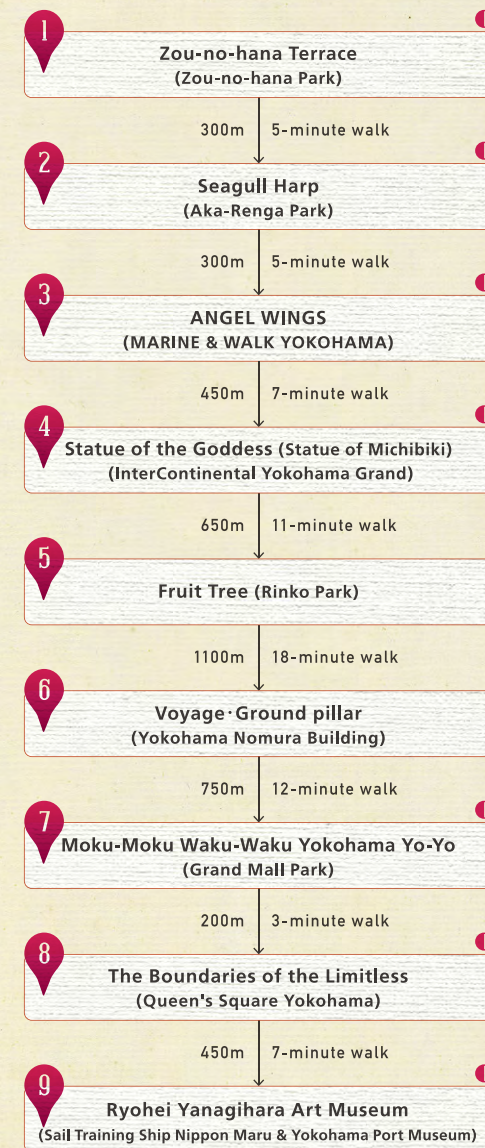 1
Zou-no-hana Terrace
(Zou-no-hana Park)
300m 5-minute walk
2
Seagull Harp
(Aka-Renga Park)
300m 5-minute walk
3
ANGEL WINGS
(MARINE & WALK YOKOHAMA)
450m 7-minute walk
4
Statue of the Goddess (Statue of Michibiki)
(InterContinental Yokohama Grand)
650m 11-minute walk
5
Fruit Tree (Rinko Park)
1100m 18-minute walk
6
Voyage·Ground pillar
(Yokohama Nomura Building)
750m 12-minute walk
7
Moku-Moku Waku-Waku Yokohama Yo-Yo
(Grand Mall Park)
200m 3-minute walk
8
The Boundaries of the Limitless
(Queen's Square Yokohama)
450m 7-minute walk
9
Ryohei Yanagihara Art Museum
(Sail Training Ship Nippon Maru & Yokohama Port Museum)